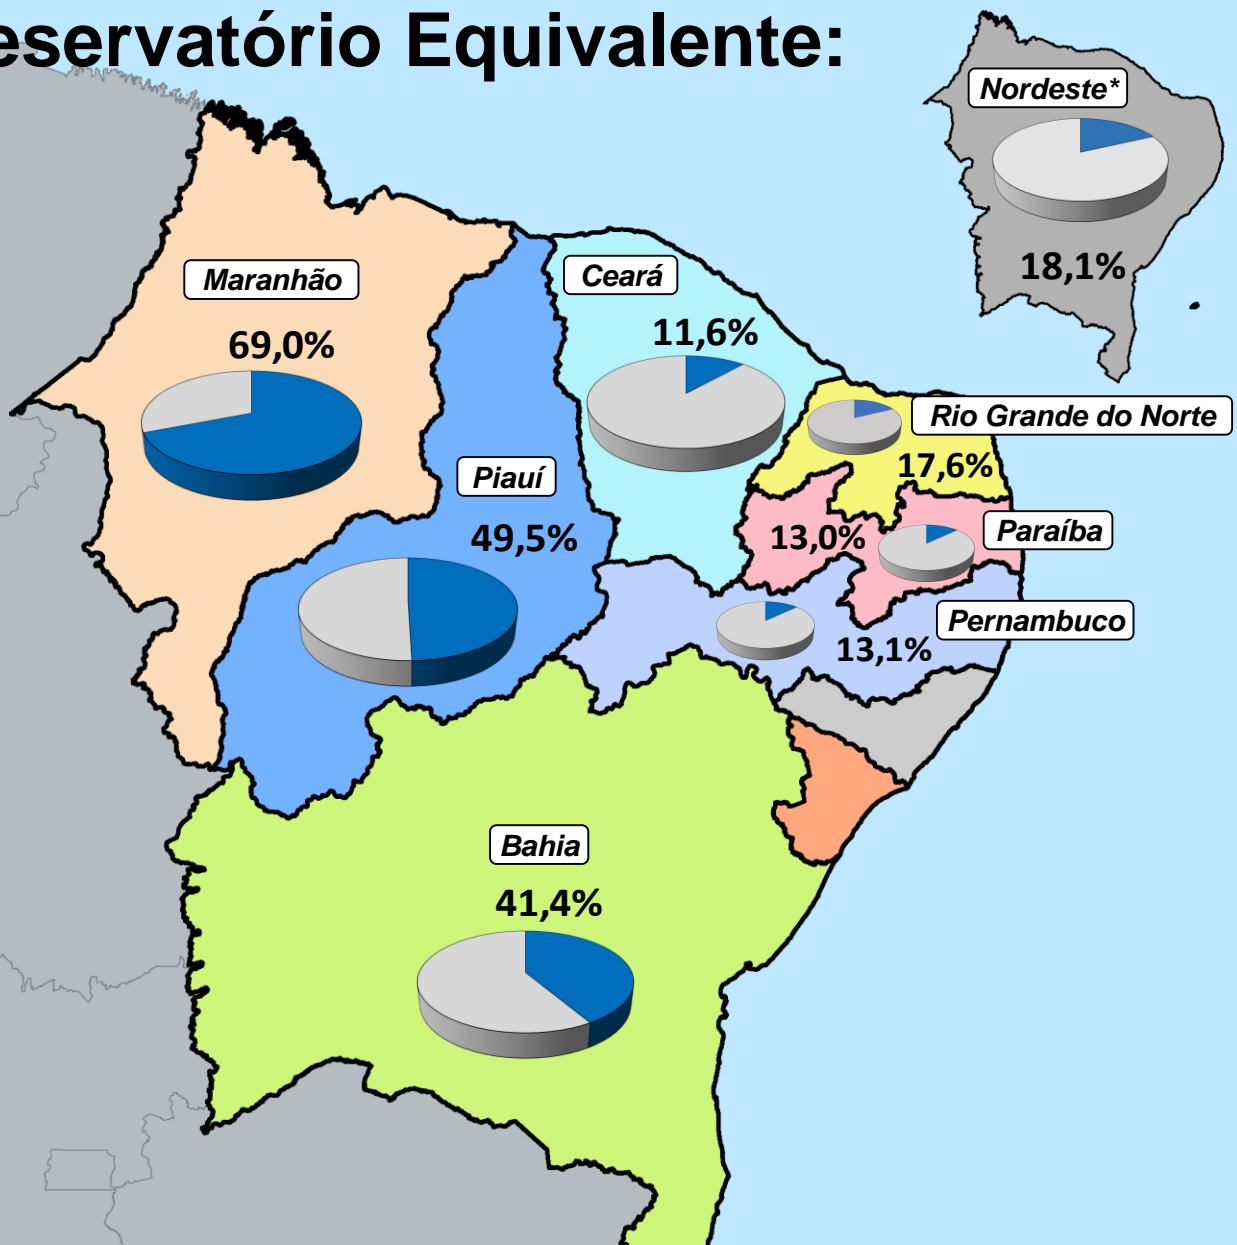 eservatório Equivalente:
Nordeste*
18,1%
Maranhão
69,0%
Ceará
11,6%
Rio Grande do Norte
17,6%
Piauí
49,5%
Paraíba
13,0%
Pernambuco
13,1%
Bahia
41,4%